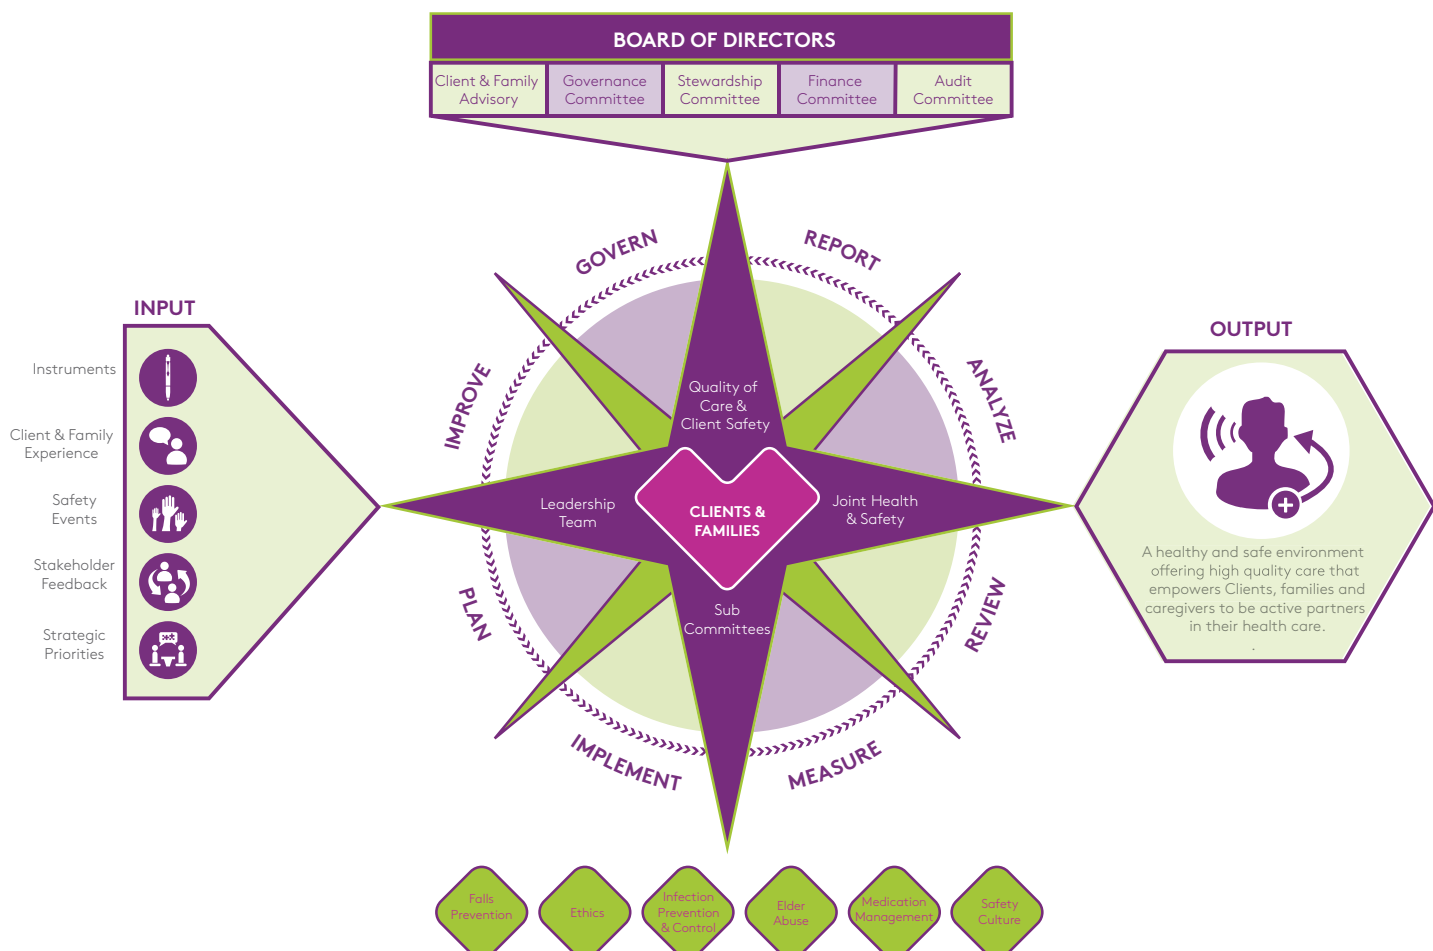 BOARD OF DIRECTORS
Client & Family
Advisory
Governance
Committee
Stewardship
Committee
Finance
Committee
Audit
Committee
GOVERN
REPORT
IMPROVE
ANALYZE
PLAN
REVIEW
IMPLEMENT
MEASURE
INPUT
Instruments
Client & Family
Experience
Safety
Events
Stakeholder
Feedback
Strategic
Priorities
Quality of
Care &
Client Safety
Leadership
Team
CLIENTS &
FAMILIES
Joint Health
& Safety
Sub
Committees
OUTPUT
A healthy and safe environment
offering high quality care that
empowers Clients, families and
caregivers to be active partners
in their health care.
.
Falls
Prevention
Ethics
Infection
Prevention
& Control
Elder
Abuse
Medication
Management
Safety
Culture